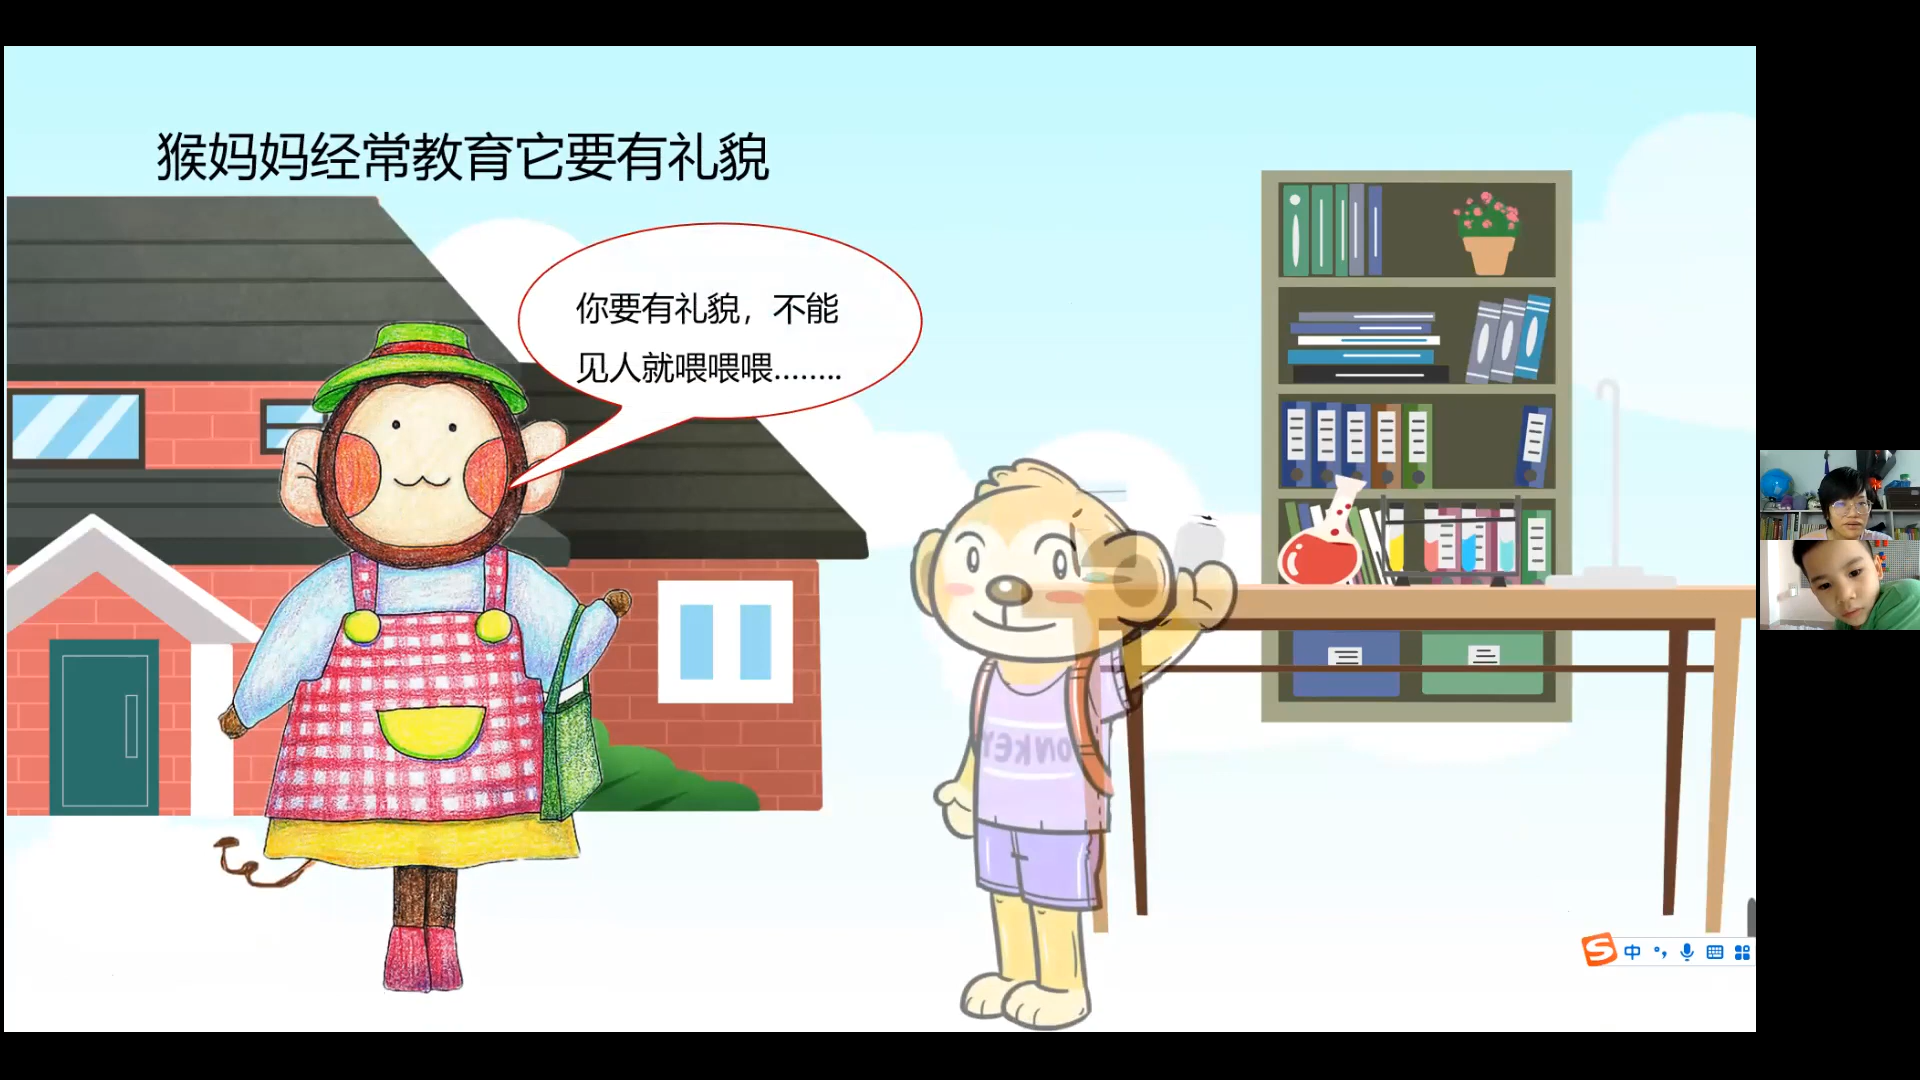 猴妈妈经常教育它要有礼貌
你要有礼貌，不能
见人就喂喂喂........
MONKEY
S 中